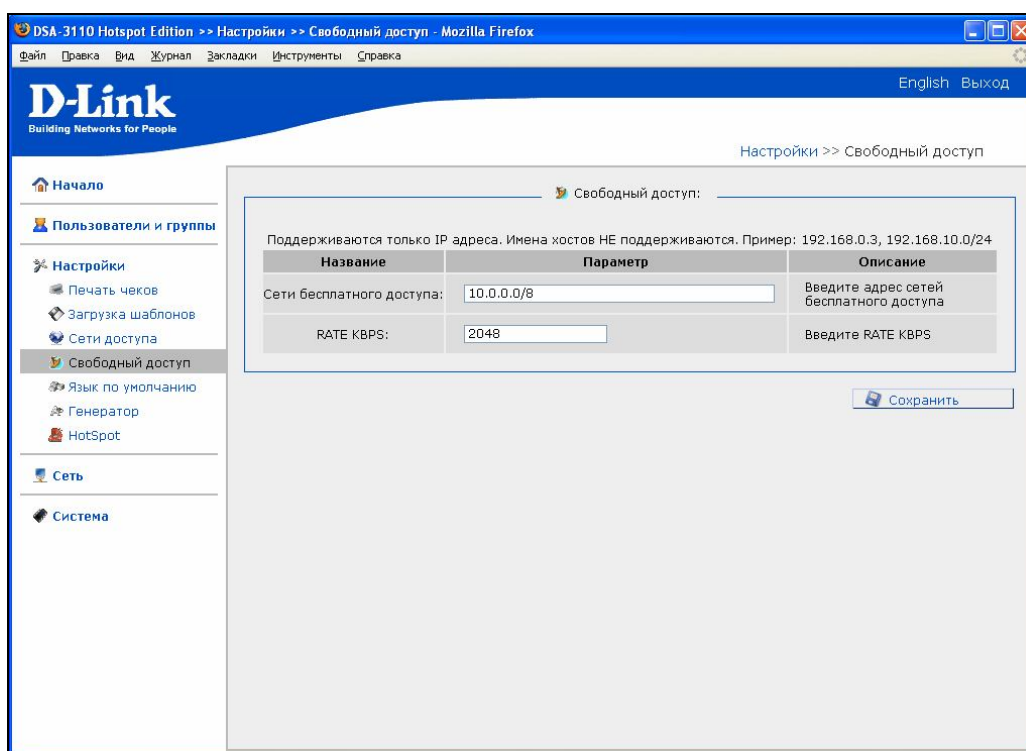 DSA-3110 Hotspot Edition >> Настройки >> Свободный доступ - Mozilla Firefox
Файл Правка Вид Журнал Закладки Инструменты Справка
English Выход
D-Link
Building Networks for People
Настройки >> Свободный доступ
Начало
Пользователи и группы
Настройки
Печать чеков
Загрузка шаблонов
Сети доступа
Свободный доступ
Язык по умолчанию
Генератор
HotSpot
Сеть
Система
Свободный доступ:
Поддерживаются только IP адреса. Имена хостов НЕ поддерживаются. Пример: 192.168.0.3, 192.168.10.0/24
Название Параметр Описание
Сети бесплатного доступа: 10.0.0.0/8 Введите адрес сетей
бесплатного доступа
RATE KBPS: 2048 Введите RATE KBPS
Сохранить